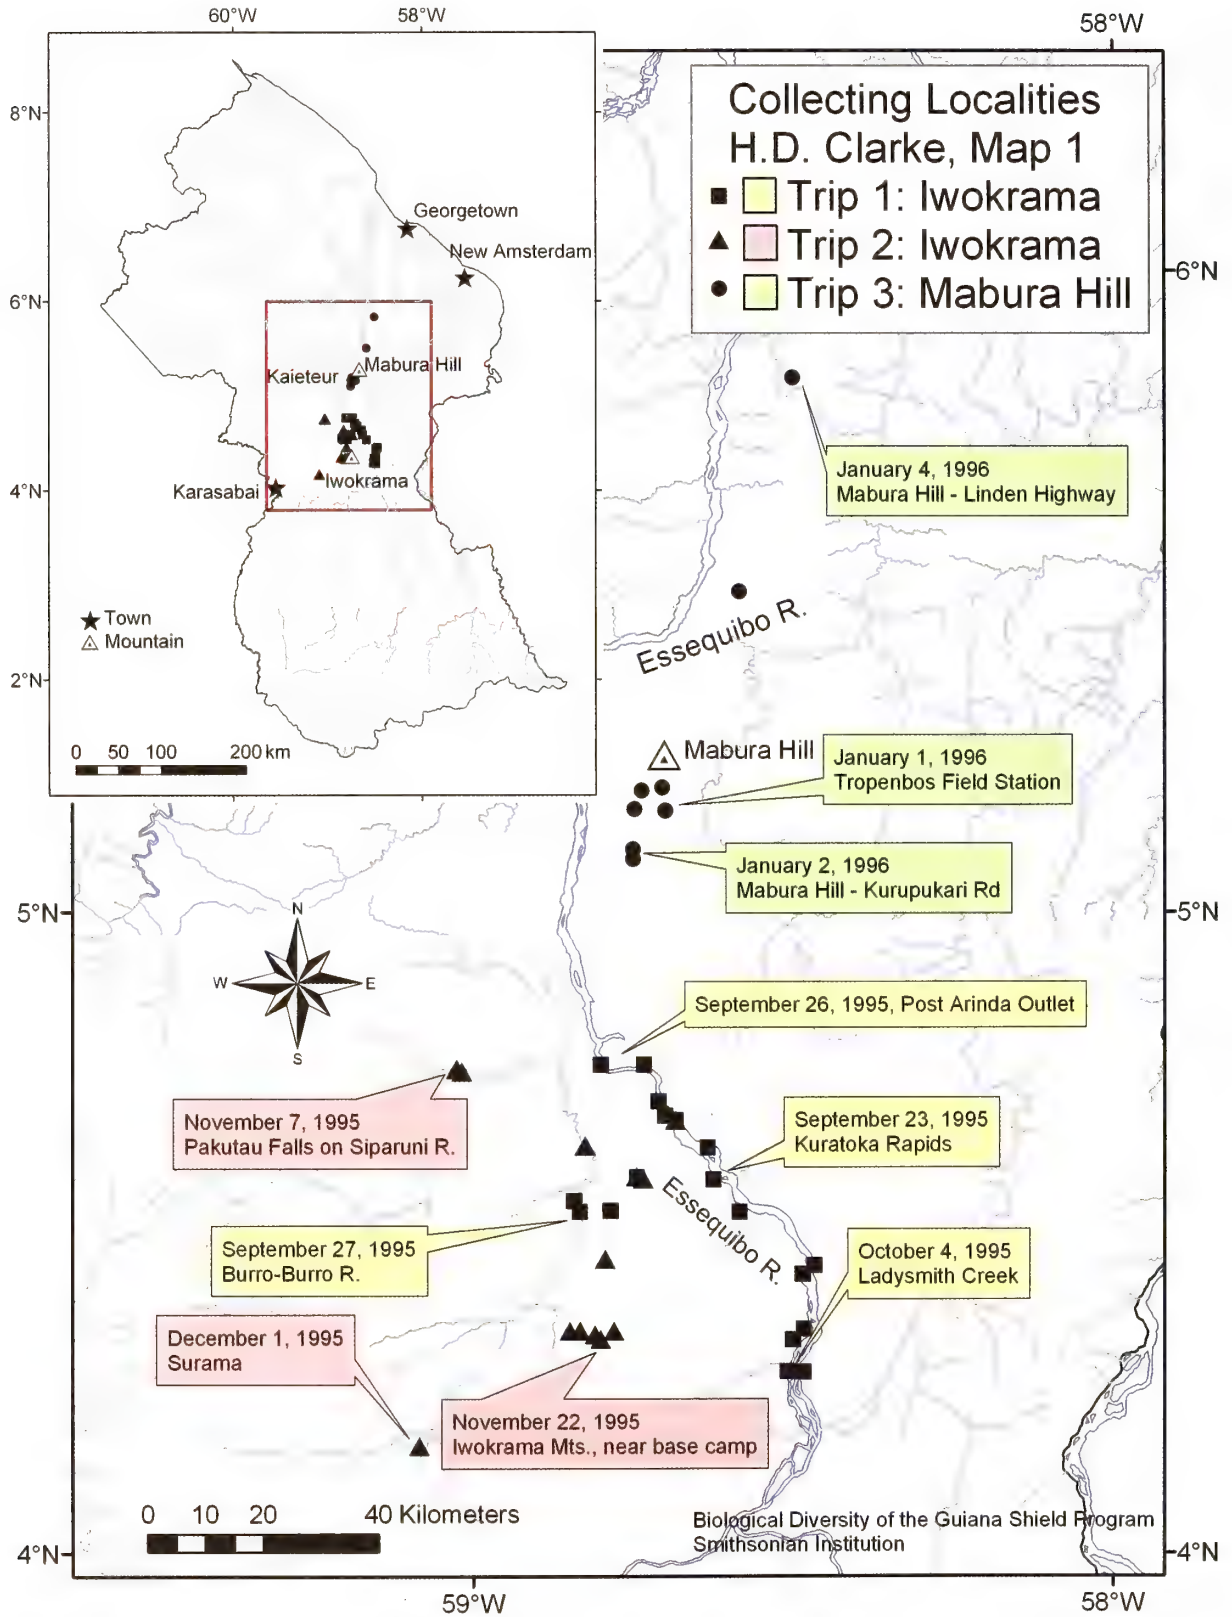 60°W
58°W
58°W
8°N
6°N
4°N
2°N
Georgetown
New Amsterdam
Mabura Hill
Kaieteur
Iwokrama
Karasabai
Town
Mountain
0 50 100 200 km
Collecting Localities
H.D. Clarke, Map 1
Trip 1: Iwokrama
Trip 2: Iwokrama
Trip 3: Mabura Hill
6°N
January 4, 1996
Mabura Hill - Linden Highway
Essequibo R.
Mabura Hill
January 1, 1996
Tropenbos Field Station
January 2, 1996
Mabura Hill - Kurupukari Rd
5°N
5°N
N
W
E
S
September 26, 1995, Post Arinda Outlet
November 7, 1995
Pakutau Falls on Siparuni R.
September 23, 1995
Kuratoka Rapids
Essequibo R.
September 27, 1995
Burro-Burro R.
October 4, 1995
Ladysmith Creek
December 1, 1995
Surama
November 22, 1995
Iwokrama Mts., near base camp
0 10 20 40 Kilometers
Biological Diversity of the Guiana Shield Program
Smithsonian Institution
4°N
4°N
59°W
58°W